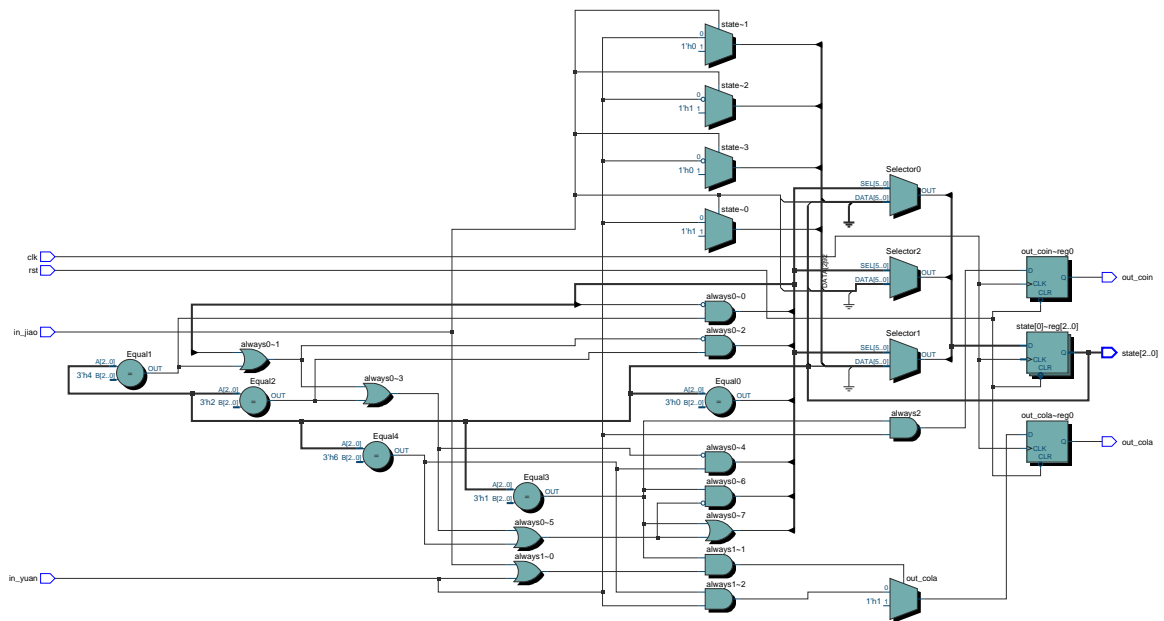 state~1
0
1'h0 1
state~2
0
1'h1 1
state~3
0
1'h0 1
Selector0
SEL[5..0]
OUT
DATA[5..0]
state~0
0
1'h1 1
clk
rst
Selector2
SEL[5..0]
OUT
DATA[5..0]
out_coin~reg0
D
Q
CLK
CLR
out_coin
always0~0
in_jiao
always0~2
always0~1
Selector1
SEL[5..0]
OUT
DATA[5..0]
state[0]~reg[2..0]
D
Q
CLK
CLR
state[2..0]
Equal1
A[2..0]
OUT
3'h4 B[2..0]
=
Equal2
A[2..0]
OUT
3'h2 B[2..0]
=
always0~3
Equal0
A[2..0]
OUT
3'h0 B[2..0]
=
always2
out_cola~reg0
D
Q
CLK
CLR
out_cola
Equal4
A[2..0]
OUT
3'h6 B[2..0]
=
always0~4
Equal3
A[2..0]
OUT
3'h1 B[2..0]
=
always0~6
always0~5
always0~7
always1~0
always1~1
in_yuan
always1~2
out_cola
0
1'h1 1